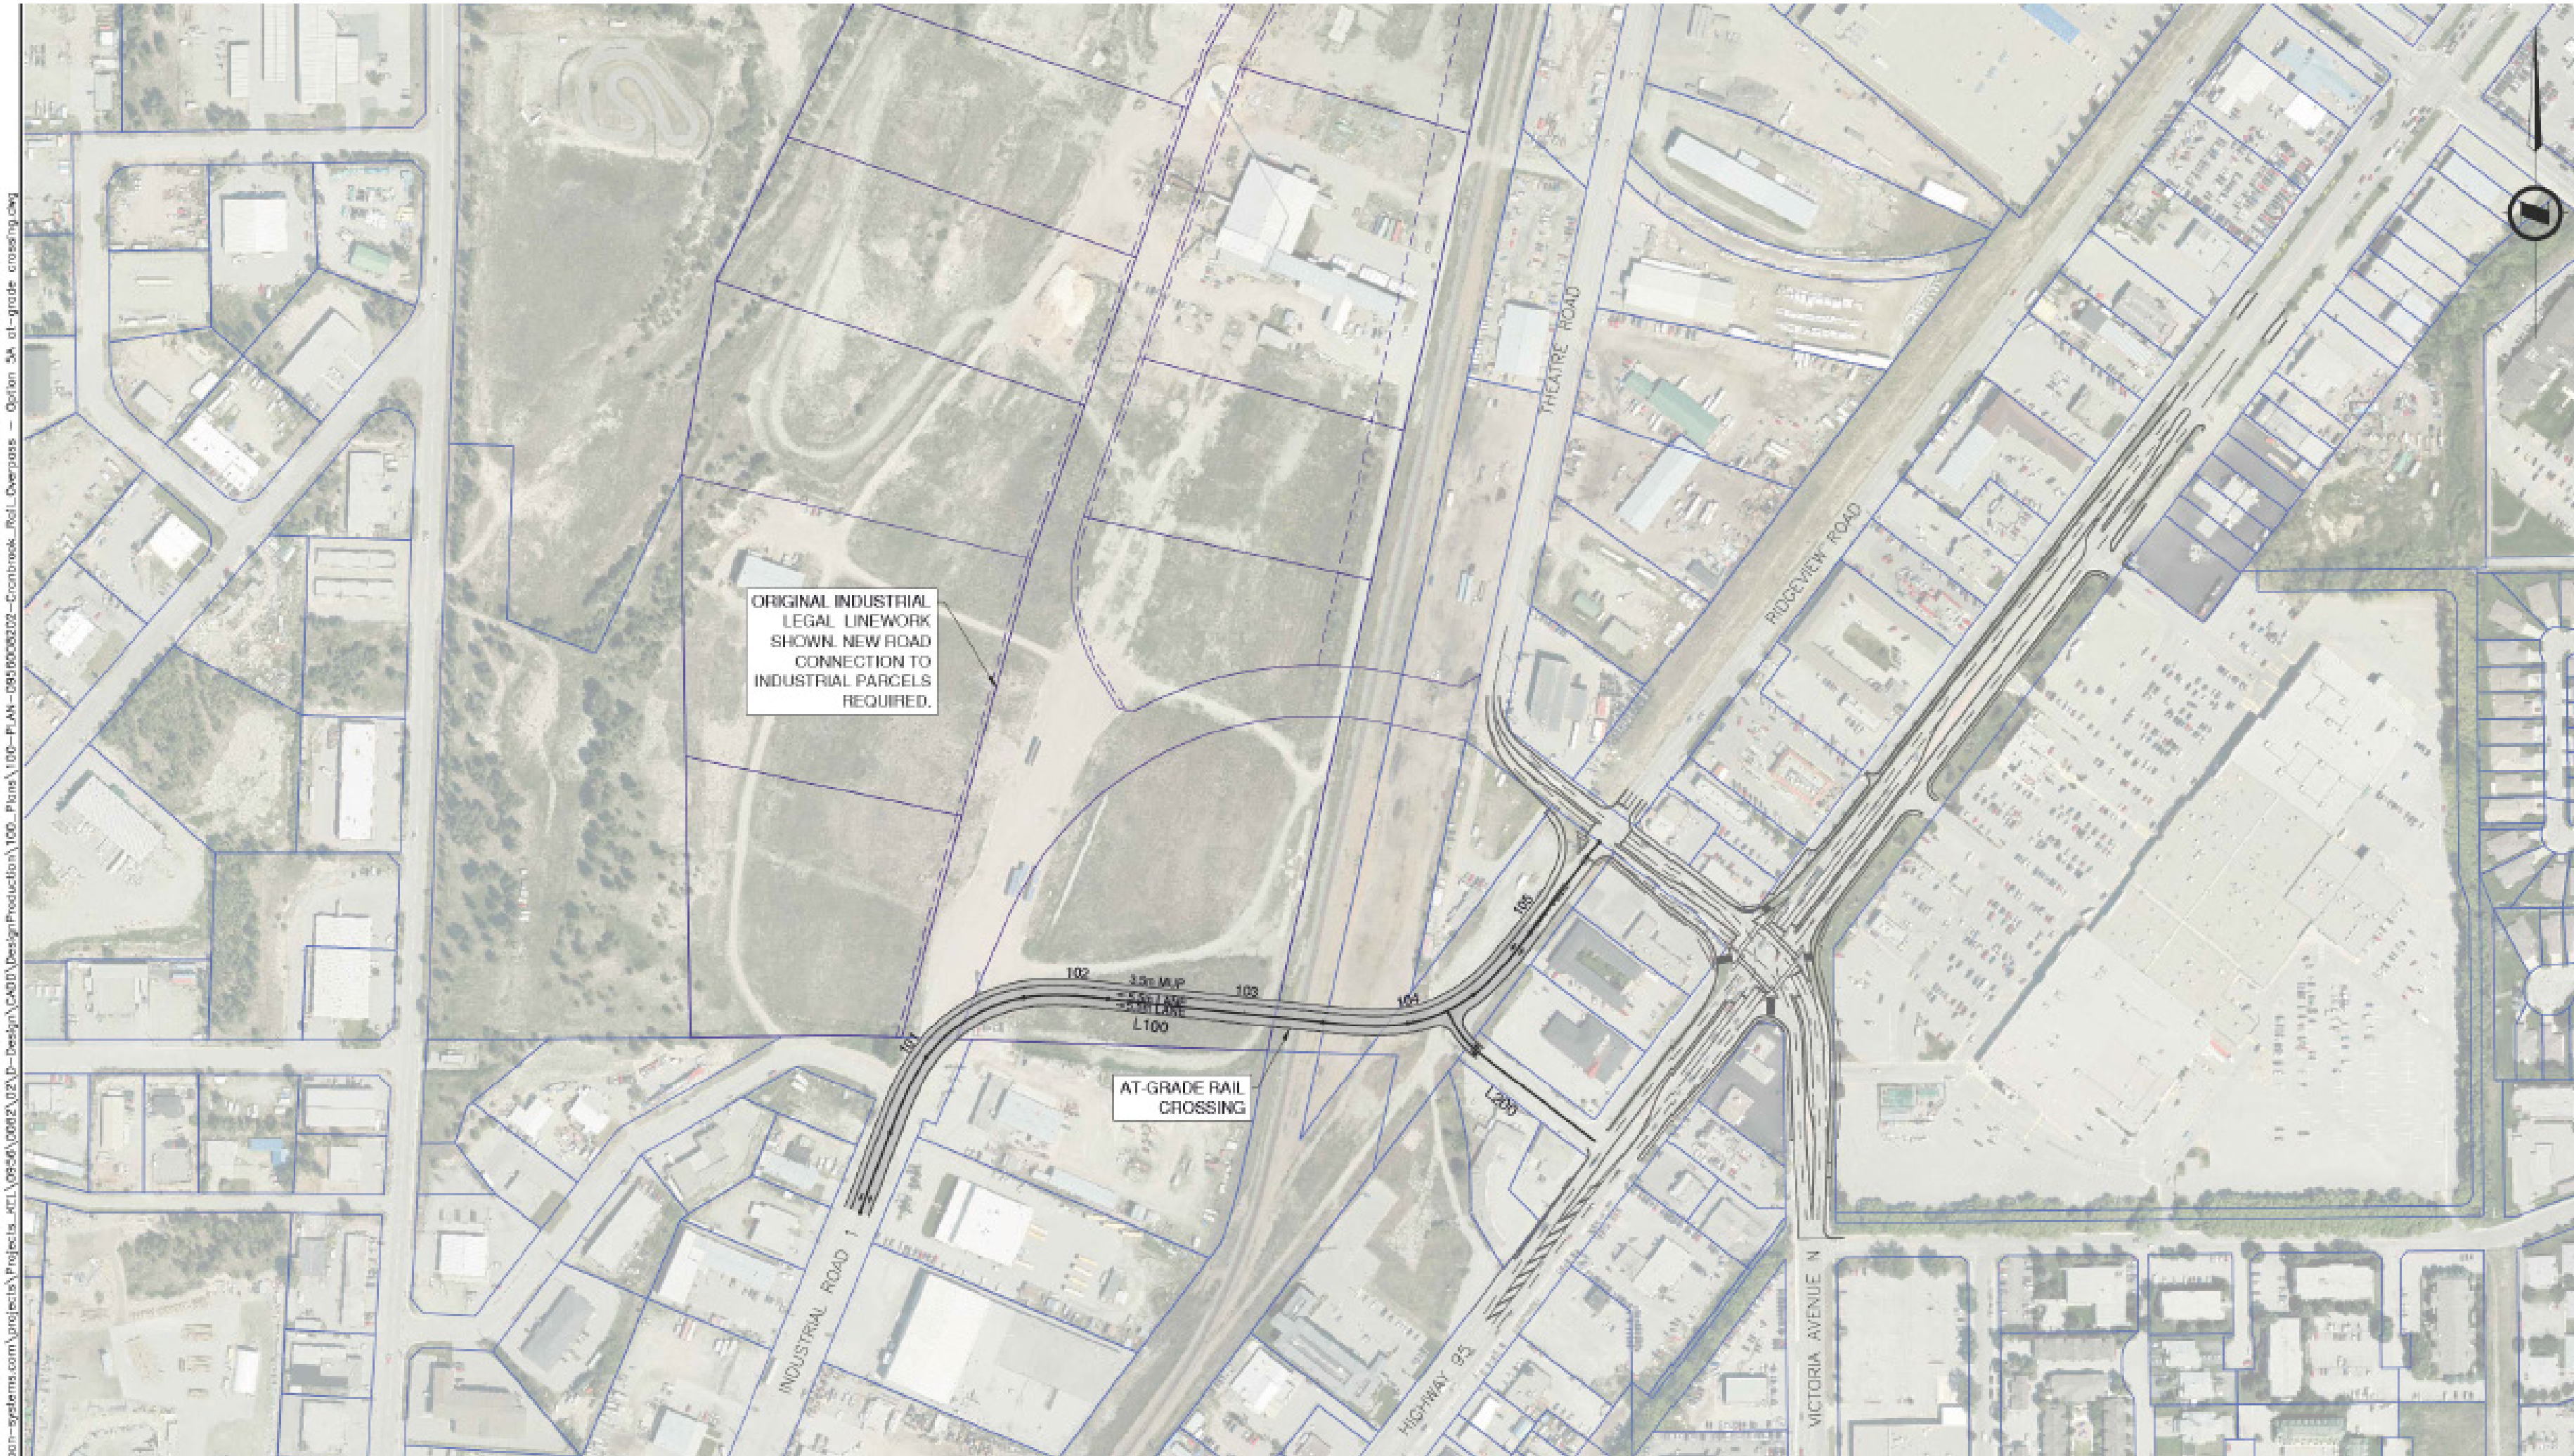 ORIGINAL INDUSTRIAL
LEGAL LINEWORK
SHOWN. NEW ROAD
CONNECTION TO
INDUSTRIAL PARCELS
REQUIRED.
THEATRE ROAD
RIDGEVIEW ROAD
101
102
3.5m MUP
103
104
105
L100
AT-GRADE RAIL
CROSSING
L200
INDUSTRIAL ROAD 1
HIGHWAY 95
VICTORIA AVENUE N